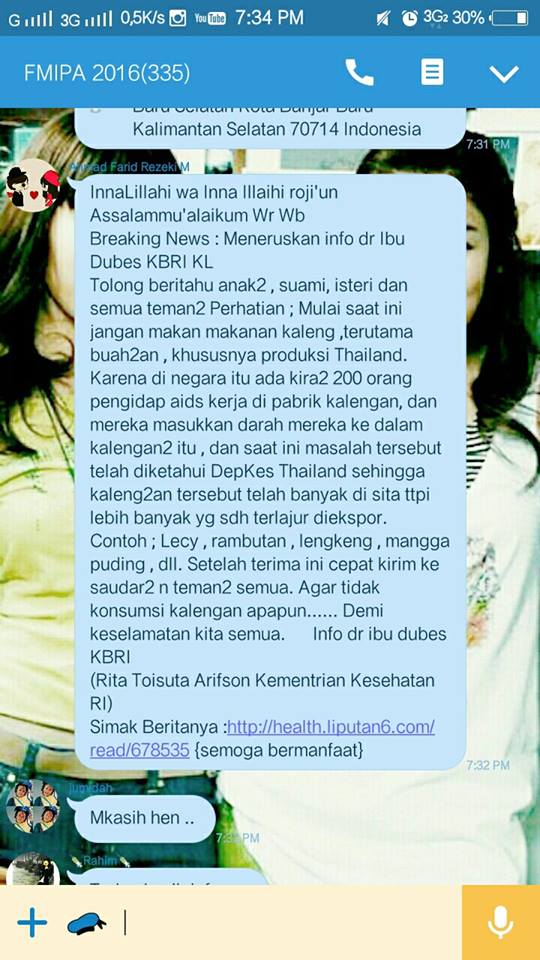 G 3G 0,5K/s YouTube 7:34 PM 3G2 30%
FMIPA 2016(335)
Baru Selatan Kota Banjar Baru
Kalimantan Selatan 70714 Indonesia
7:31 PM
Ahmad Farid Rezeki M
InnaLillahi wa Inna Illaihi roji'un
Assalammu'alaikum Wr Wb
Breaking News : Meneruskan info dr Ibu
Dubes KBRI KL
Tolong beritahu anak2 , suami, isteri dan
semua teman2 Perhatian ; Mulai saat ini
jangan makan makanan kaleng ,terutama
buah2an , khususnya produksi Thailand.
Karena di negara itu ada kira2 200 orang
pengidap aids kerja di pabrik kalengan, dan
mereka masukkan darah mereka ke dalam
kalengan2 itu , dan saat ini masalah tersebut
telah diketahui DepKes Thailand sehingga
kaleng2an tersebut telah banyak di sita ttpi
lebih banyak yg sdh terlajur diekspor.
Contoh ; Lecy , rambutan , lengkeng , mangga
puding , dll. Setelah terima ini cepat kirim ke
saudar2 n teman2 semua. Agar tidak
konsumsi kalengan apapun...... Demi
keselamatan kita semua. Info dr ibu dubes
KBRI
(Rita Toisuta Arifson Kementrian Kesehatan
RI)
Simak Beritanya :http://health.liputan6.com/
read/678535 {semoga bermanfaat}
7:32 PM
jumidah
Mkasih hen ..
7:32 PM
Rahim